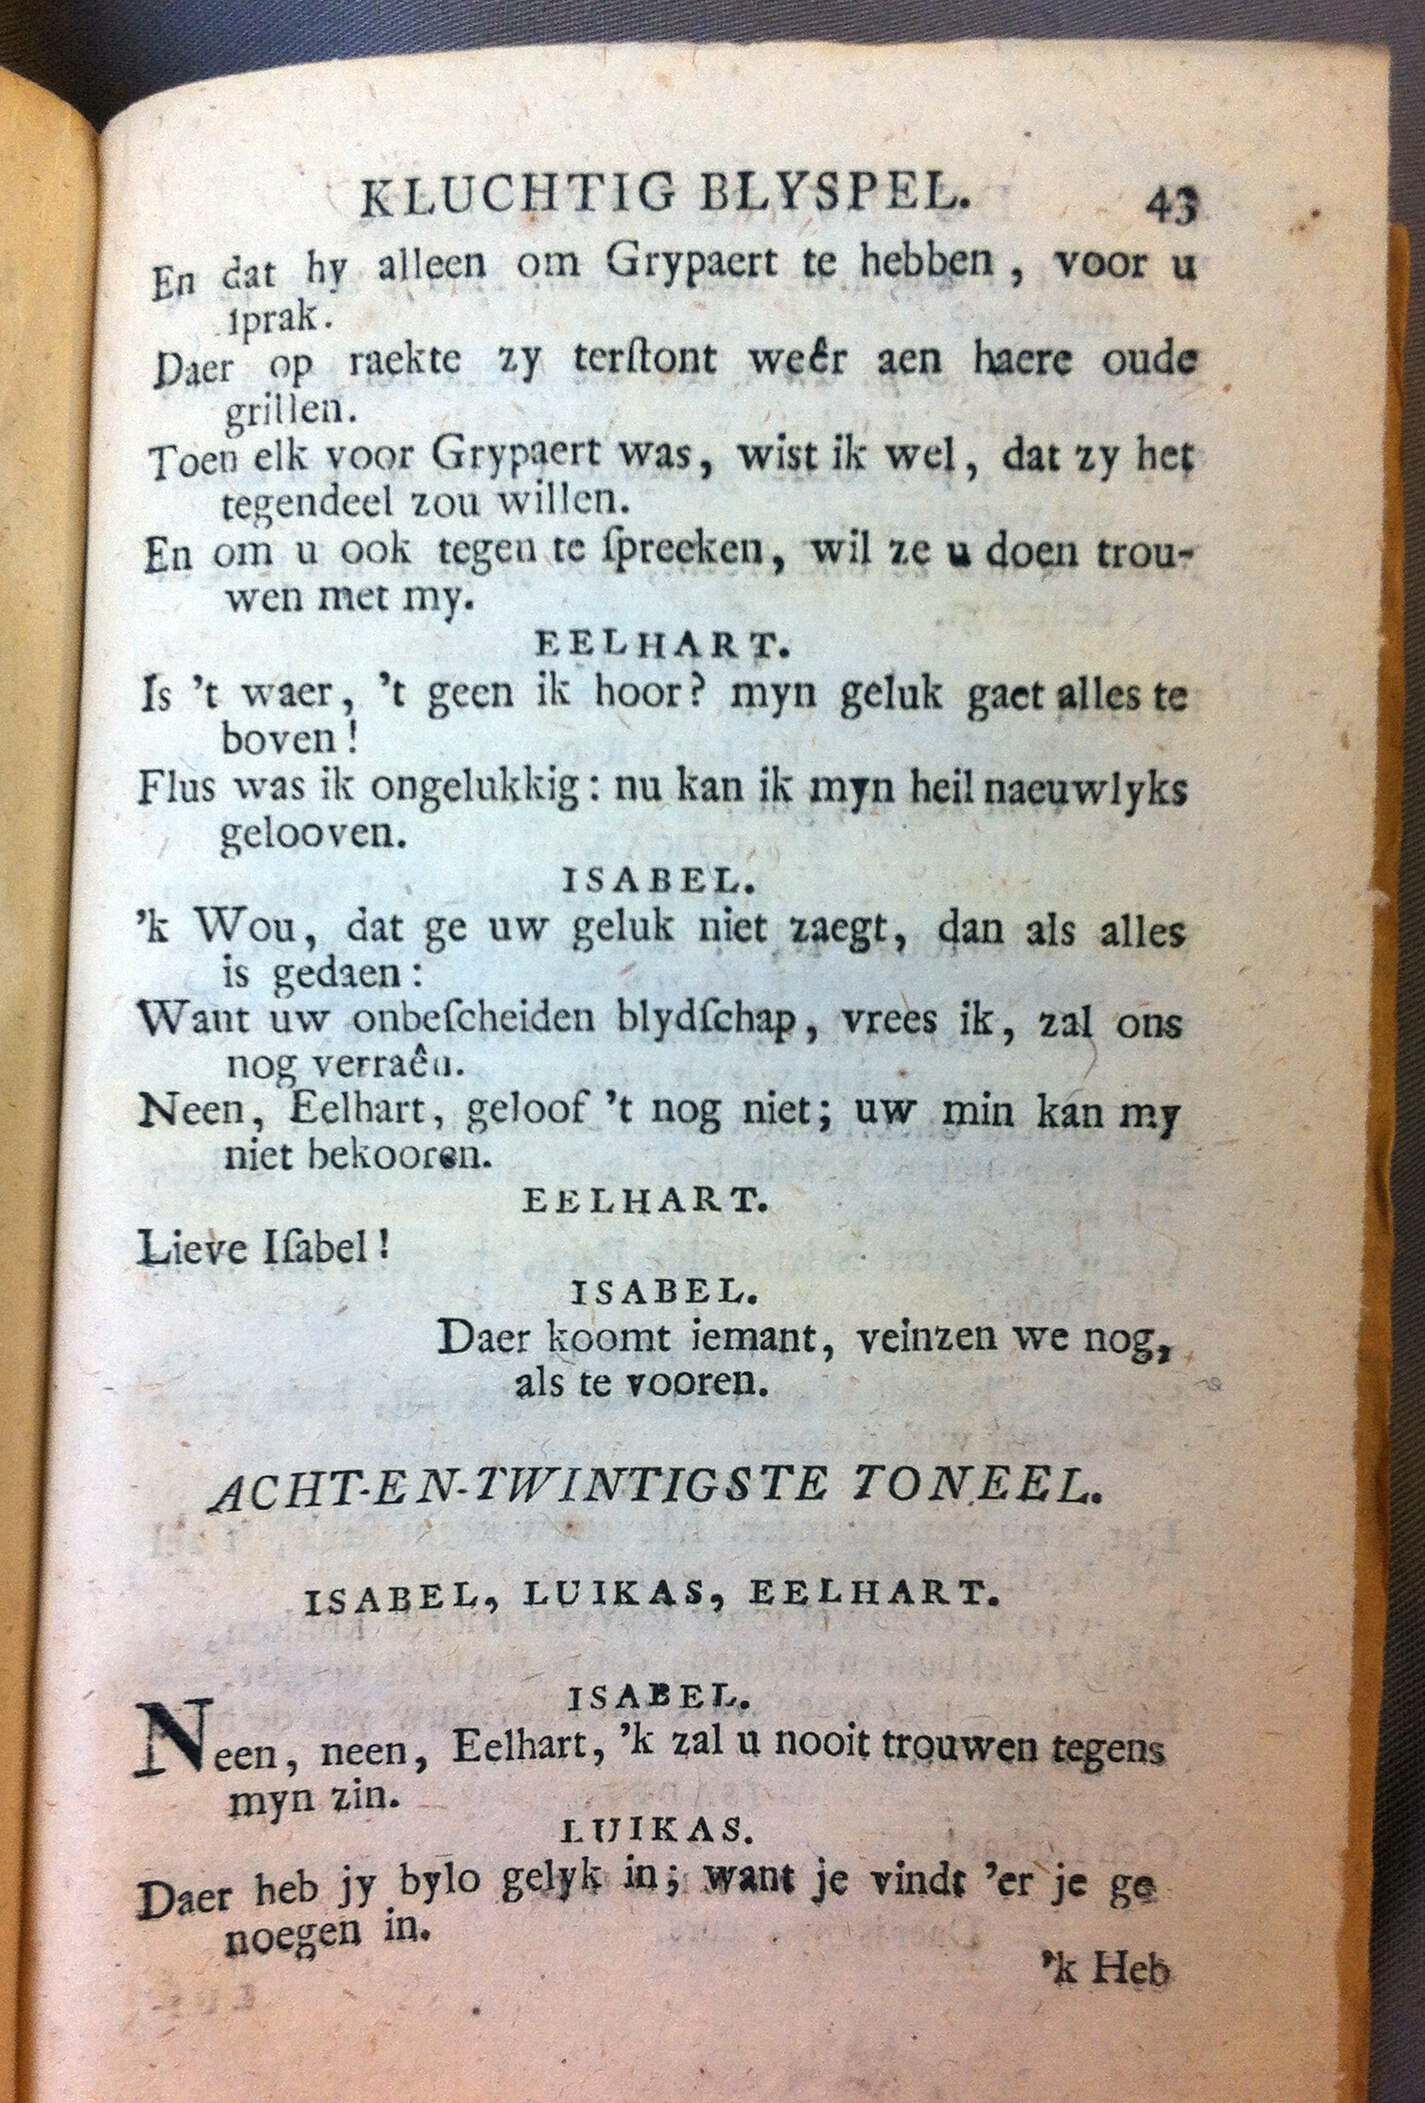 KLUCHTIG BLYSPEL. 43
En dat hy alleen om Grypaert te hebben, voor u
ſprak.
Daer op raekte zy terſtont weêr aen haere oude
grillen.
Toen elk voor Grypaert was, wist ik wel, dat zy het
tegendeel zou willen.
En om u ook tegen te ſpreeken, wil ze u doen trou-
wen met my.
EELHART.
Is 't waer, 't geen ik hoor? myn geluk gaet alles te
boven!
Flus was ik ongelukkig: nu kan ik myn heil naeuwlyks
gelooven.
ISABEL.
'k Wou, dat ge uw geluk niet zaegt, dan als alles
is gedaen:
Want uw onbeſcheiden blydſchap, vrees ik, zal ons
nog verraên.
Neen, Eelhart, geloof 't nog niet; uw min kan my
niet bekooren.
EELHART.
Lieve Iſabel!
ISABEL.
Daer koomt iemant, veinzen we nog,
als te vooren.
ACHT-EN-TWINTIGSTE TONEEL.
ISABEL, LUIKAS, EELHART.
ISABEL.
Neen, neen, Eelhart, 'k zal u nooit trouwen tegens
myn zin.
LUIKAS.
Daer heb jy bylo gelyk in; want je vindt 'er je ge
noegen in.
'k Heb